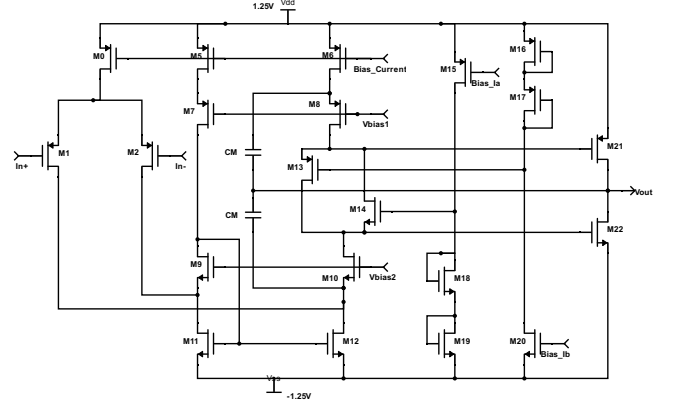 Vdd
1.25V
M0
M5
M6
Bias_Current
M15
Bias_Ia
M16
M17
M7
M8
Vbias1
M1
M2
In+
In-
CM
M13
M21
CM
M14
Vout
M22
M9
M10
Vbias2
M18
M11
M12
M19
M20
Bias_Ib
Vss
-1.25V